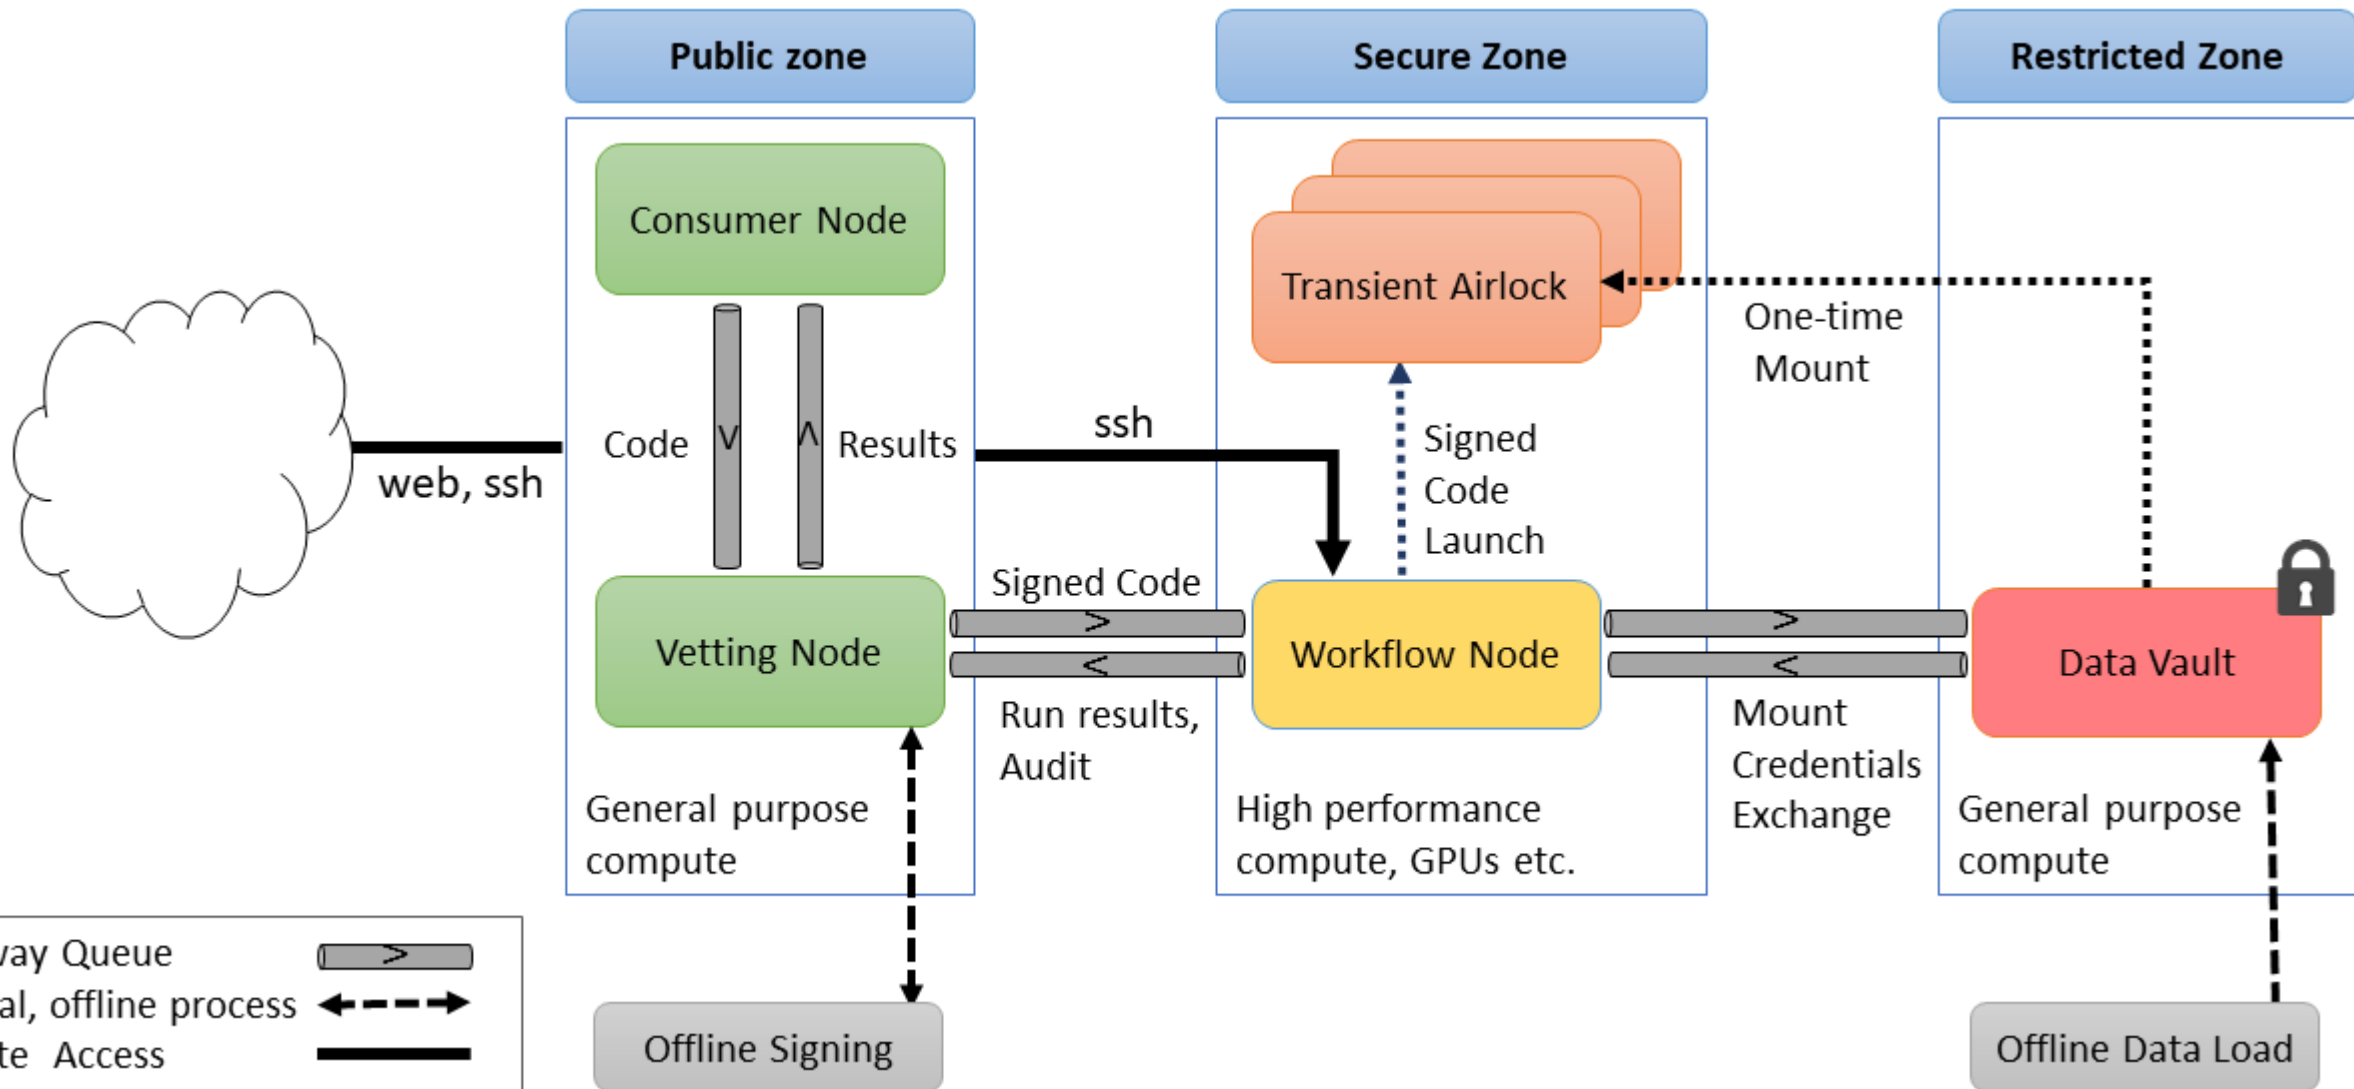 Public zone
Secure Zone
Restricted Zone
Consumer Node
Transient Airlock
One-time
Mount
web, ssh
Code
V
Λ
Results
ssh
Signed
Code
Launch
Signed Code
>
<
Vetting Node
Workflow Node
>
<
Data Vault
Run results,
Audit
Mount
Credentials
Exchange
General purpose
compute
High performance
compute, GPUs etc.
General purpose
compute
Queue >
offline process
Access
Offline Signing
Offline Data Load